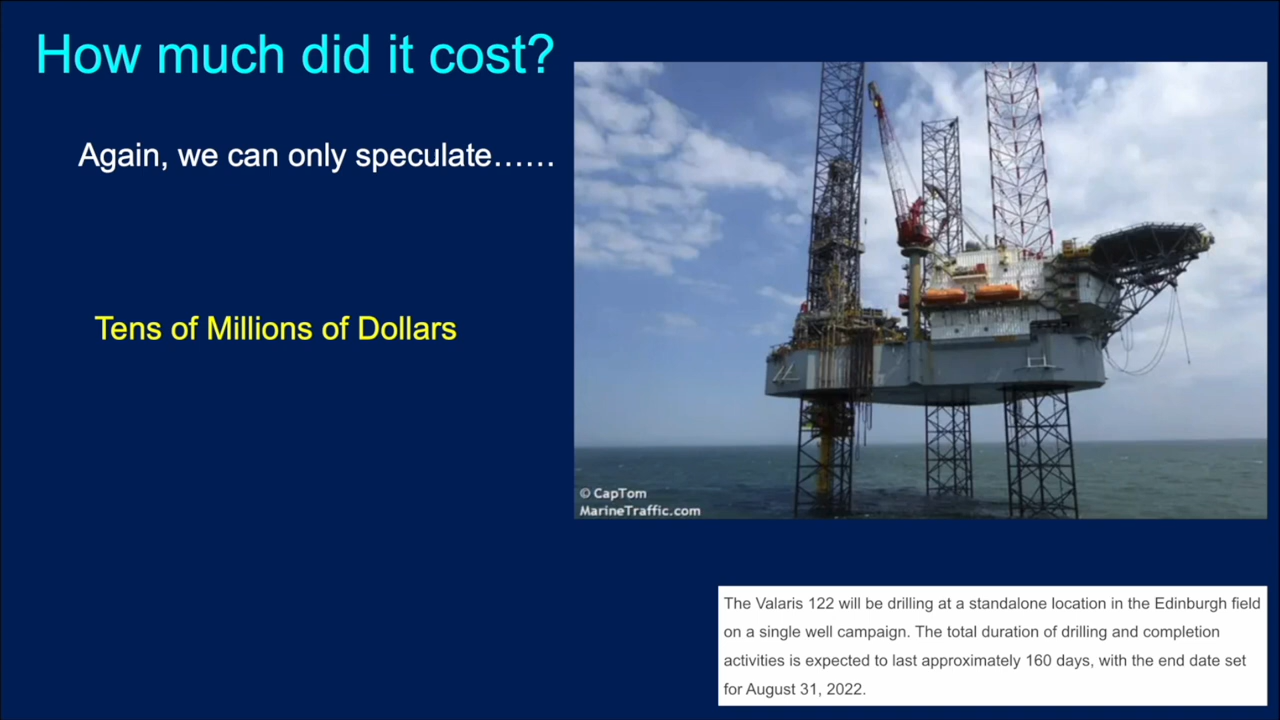 How much did it cost?
Again, we can only speculate......
Tens of Millions of Dollars
© CapTom
MarineTraffic.com
The Valaris 122 will be drilling at a standalone location in the Edinburgh field
on a single well campaign. The total duration of drilling and completion
activities is expected to last approximately 160 days, with the end date set
for August 31, 2022.